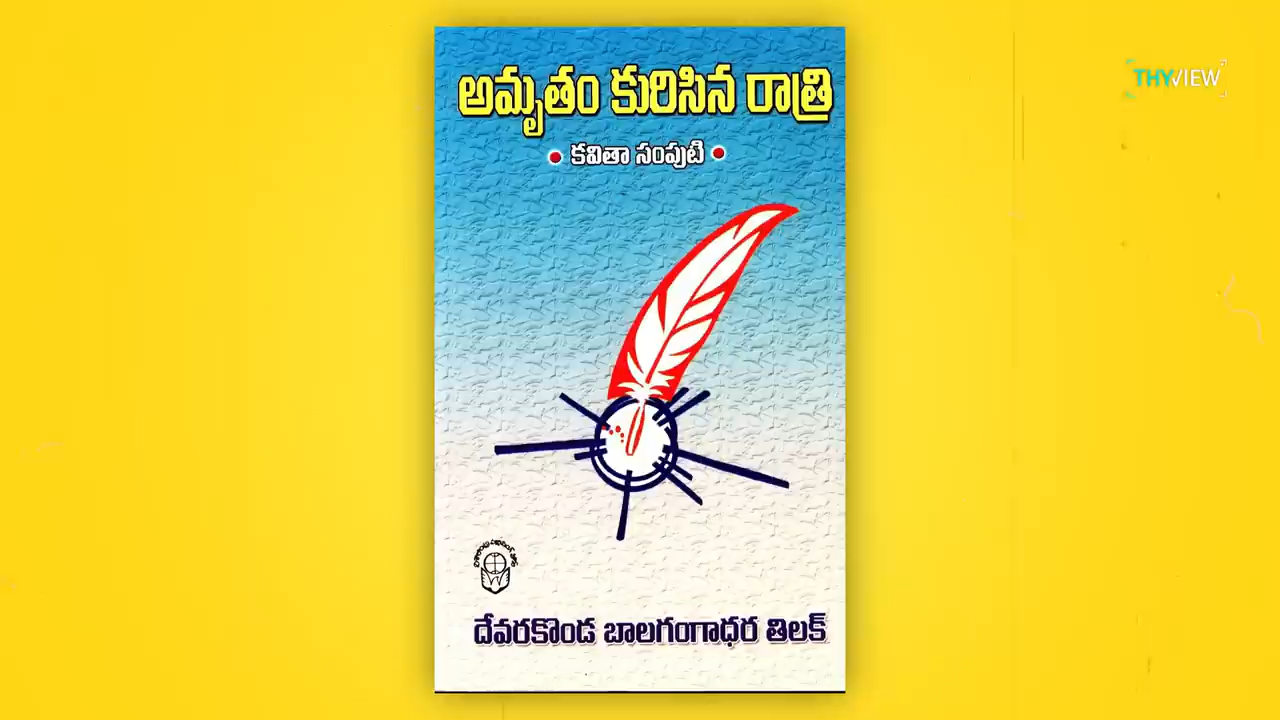 అమృతం కురిసిన రాత్రి
• కవితా సంపుటి •
THYVIEW
దేవరకొండ బాలగంగాధర తిలక్